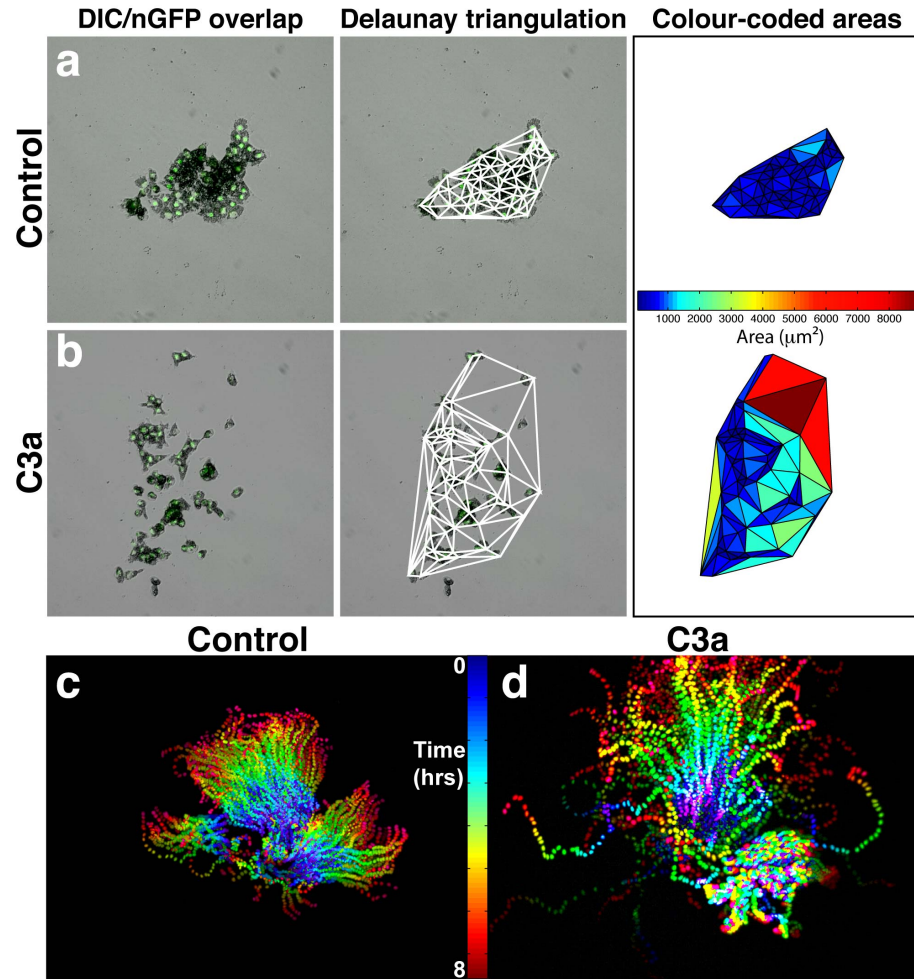 DIC/nGFP overlap
Delaunay triangulation
Colour-coded areas
a
Control
1000 2000 3000 4000 5000 6000 7000 8000
Area (μm²)
b
C3a
Control
C3a
c
0
Time
(hrs)
8
d